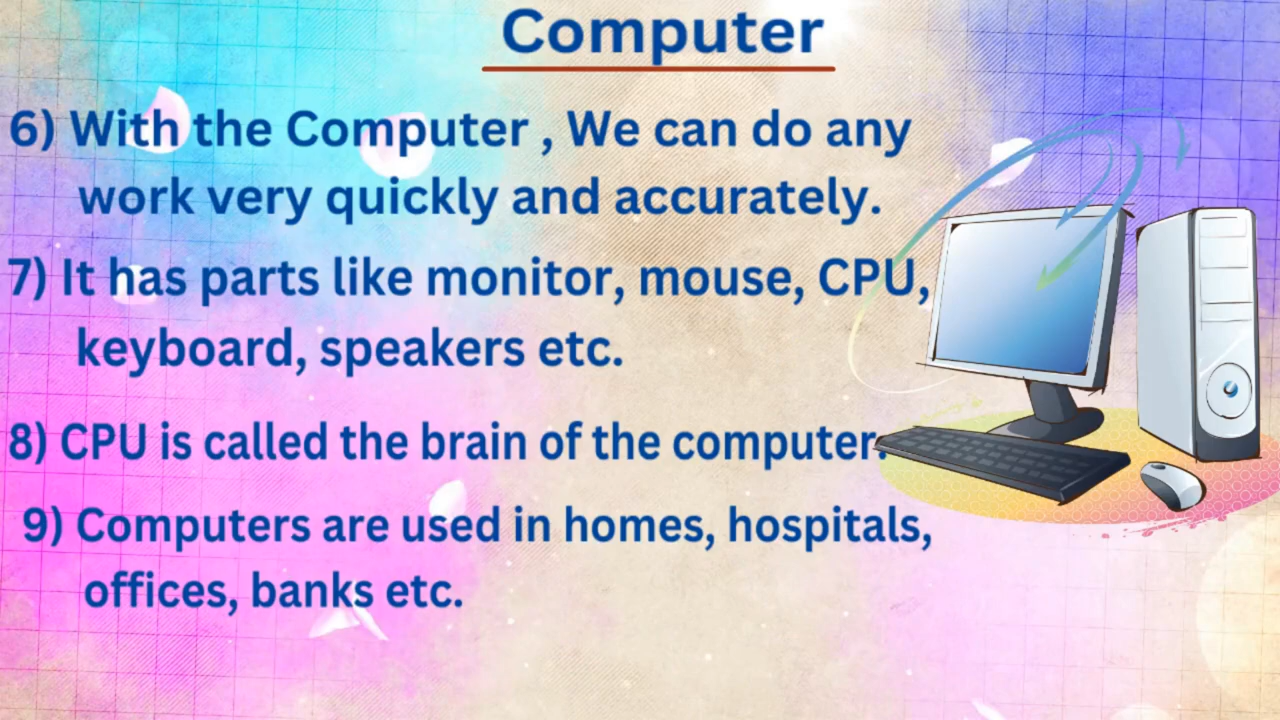 Computer
6) With the Computer , We can do any
work very quickly and accurately.
7) It has parts like monitor, mouse, CPU,
keyboard, speakers etc.
8) CPU is called the brain of the computer.
9) Computers are used in homes, hospitals,
offices, banks etc.